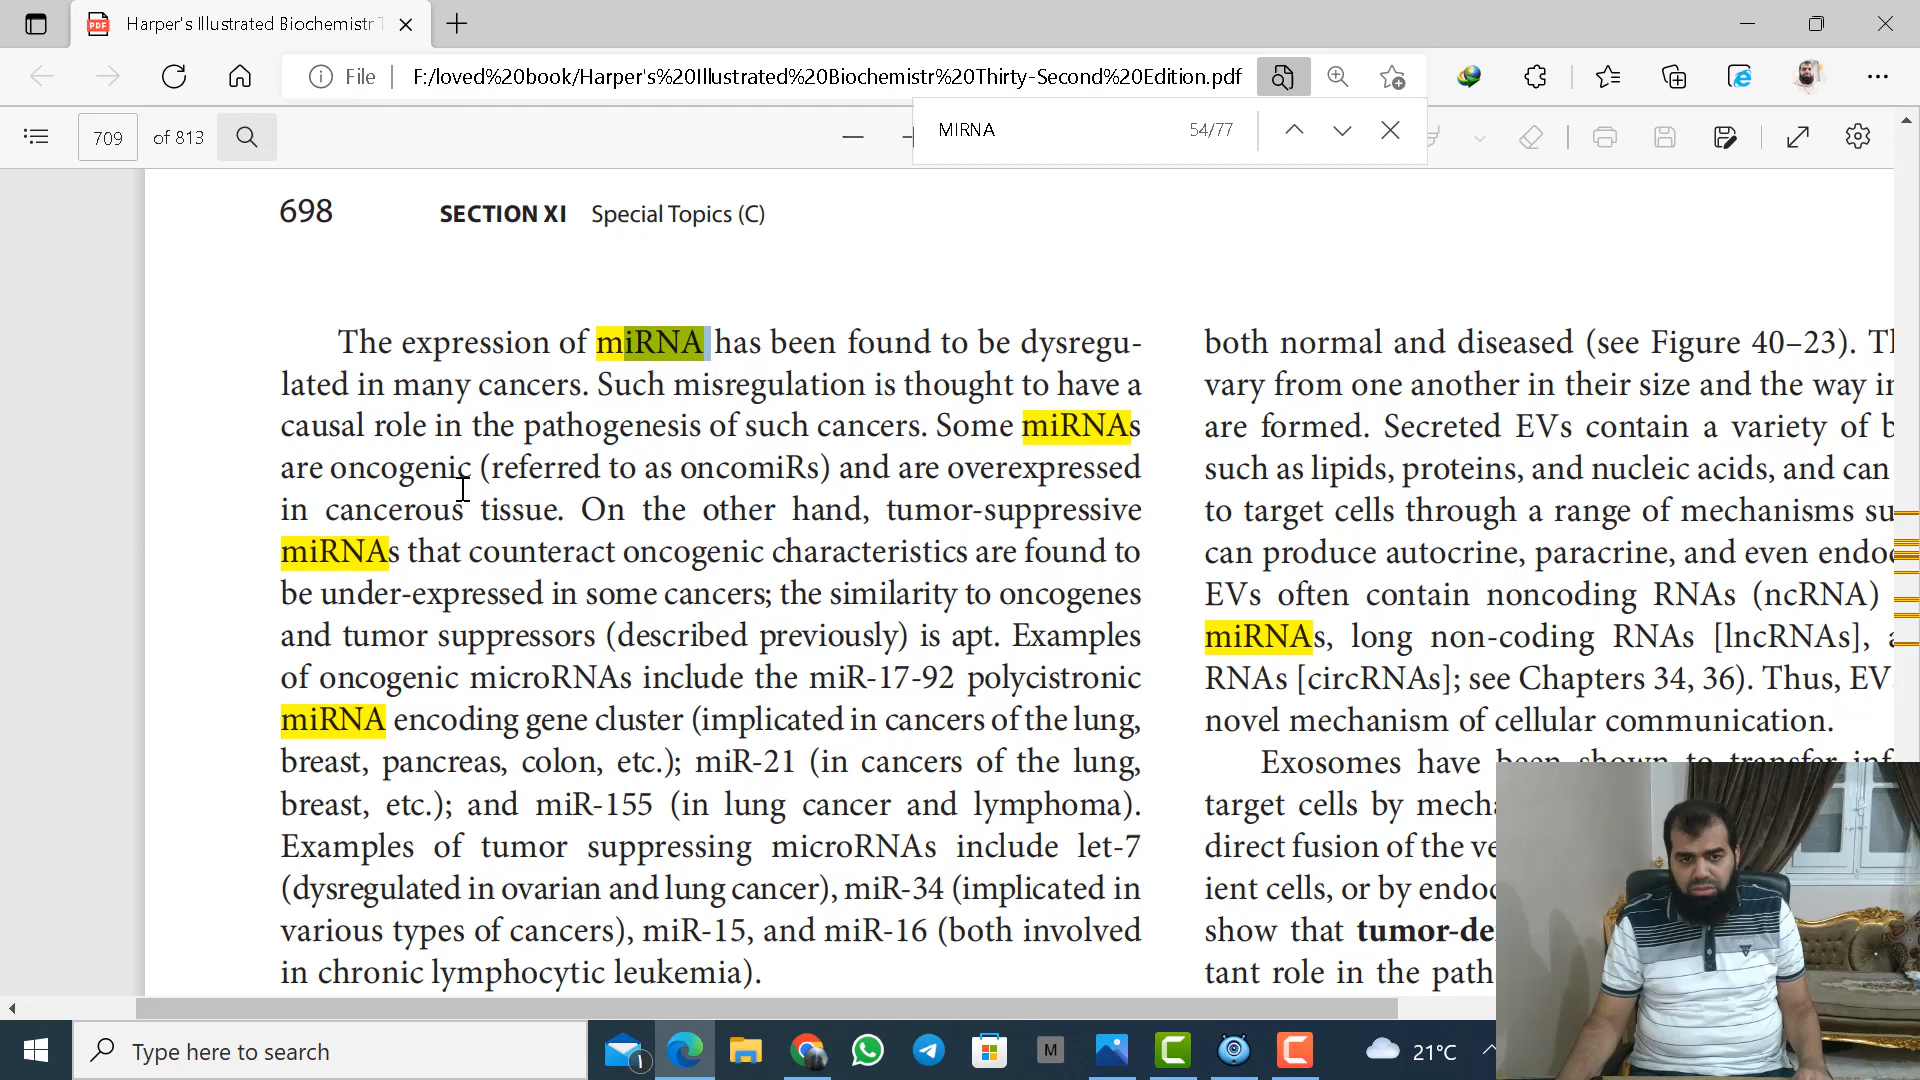 Harper's Illustrated Biochemistr
File
F:/loved%20book/Harper's%20Illustrated%20Biochemistr%20Thirty-Second%20Edition.pdf
MIRNA
54/77
709
of 813
698 SECTION XI Special Topics (C)
The expression of miRNA has been found to be dysregu-
lated in many cancers. Such misregulation is thought to have a
causal role in the pathogenesis of such cancers. Some miRNAs
are oncogenic (referred to as oncomiRs) and are overexpressed
in cancerous tissue. On the other hand, tumor-suppressive
miRNAs that counteract oncogenic characteristics are found to
be under-expressed in some cancers; the similarity to oncogenes
and tumor suppressors (described previously) is apt. Examples
of oncogenic microRNAs include the miR-17-92 polycistronic
miRNA encoding gene cluster (implicated in cancers of the lung,
breast, pancreas, colon, etc.); miR-21 (in cancers of the lung,
breast, etc.); and miR-155 (in lung cancer and lymphoma).
Examples of tumor suppressing microRNAs include let-7
(dysregulated in ovarian and lung cancer), miR-34 (implicated in
various types of cancers), miR-15, and miR-16 (both involved
in chronic lymphocytic leukemia).
both normal and diseased (see Figure 40–23).
vary from one another in their size and the way in
are formed. Secreted EVs contain a variety of
such as lipids, proteins, and nucleic acids, and can
to target cells through a range of mechanisms
can produce autocrine, paracrine, and even
EVs often contain noncoding RNAs (ncRNA)
miRNAs, long non-coding RNAs [lncRNAs],
RNAs [circRNAs]; see Chapters 34, 36). Thus,
novel mechanism of cellular communication.
Exosomes have been shown to transfer
target cells by
direct fusion of the
ient cells, or by
show that tumor-de
tant role in the
Type here to search
M
21°C